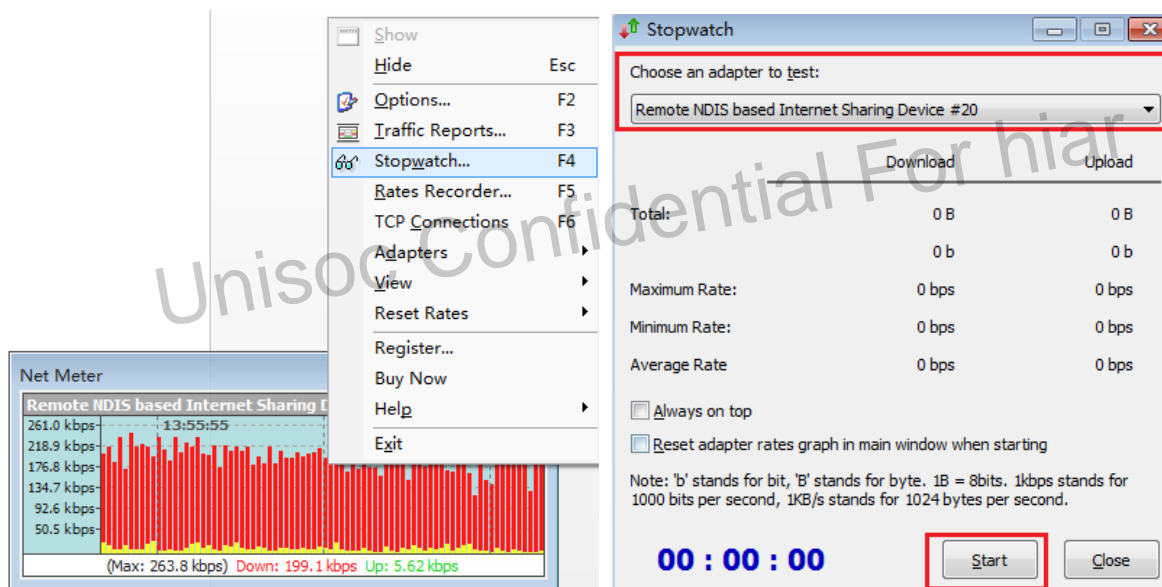 Show
Hide Esc
Options... F2
Traffic Reports... F3
Stopwatch... F4
Rates Recorder... F5
TCP Connections F6
Adapters
View
Reset Rates
Register...
Buy Now
Help
Exit
Net Meter
Remote NDIS based Internet Sharing
261.0 kbps
13:55:55
218.9 kbps
176.8 kbps
134.7 kbps
92.6 kbps
50.5 kbps
(Max: 263.8 kbps) Down: 199.1 kbps Up: 5.62 kbps
Stopwatch
Choose an adapter to test:
Remote NDIS based Internet Sharing Device #20
Download Upload
Total: 0 B 0 B
0 b 0 b
Maximum Rate: 0 bps 0 bps
Minimum Rate: 0 bps 0 bps
Average Rate 0 bps 0 bps
Always on top
Reset adapter rates graph in main window when starting
Note: 'b' stands for bit, 'B' stands for byte. 1B = 8bits. 1kbps stands for
1000 bits per second, 1KB/s stands for 1024 bytes per second.
00 : 00 : 00 Start Close
Unisoc Confidential For hiar